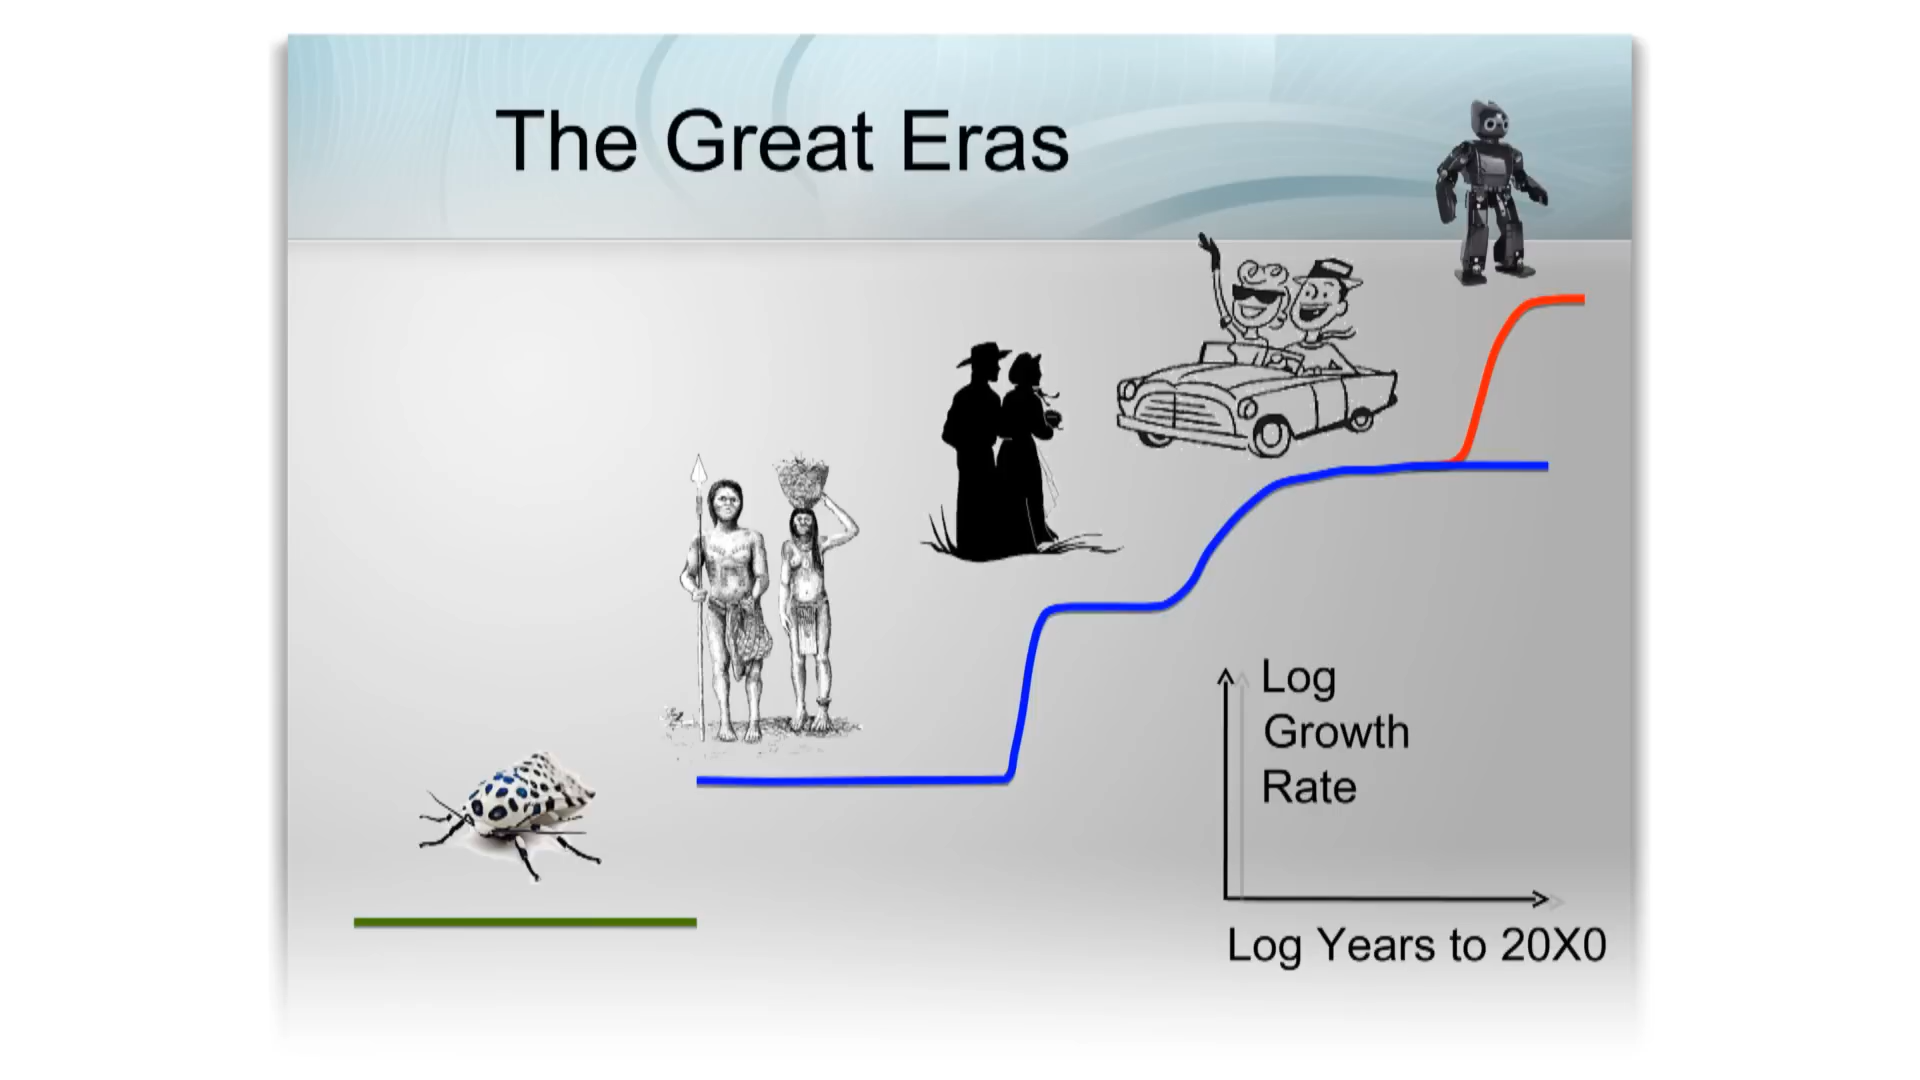 The Great Eras
Log
Growth
Rate
Log Years to 20X0